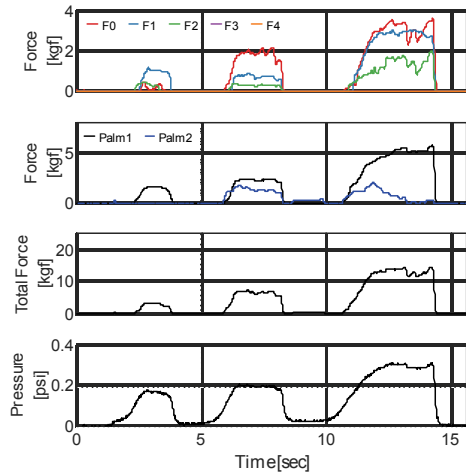 4
F0 F1 F2 F3 F4
Force
[kgf]
2
0
Palm1 Palm2
Force
[kgf]
5
0
Total Force
[kgf]
20
10
0
0.4
Pressure
[psi]
0.2
0
0 5 10 15
Time[sec]